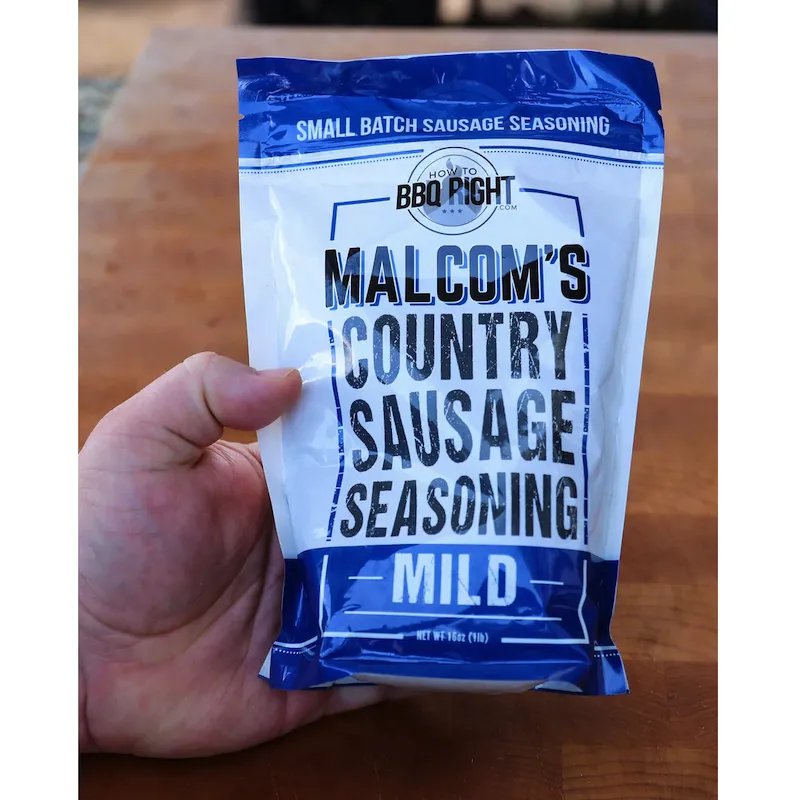 SMALL BATCH SAUSAGE SEASONING
HOW TO
BBQ RIGHT
.COM
MALCOM'S
COUNTRY
SAUSAGE
SEASONING
MILD
NET WT 16oz (1lb)